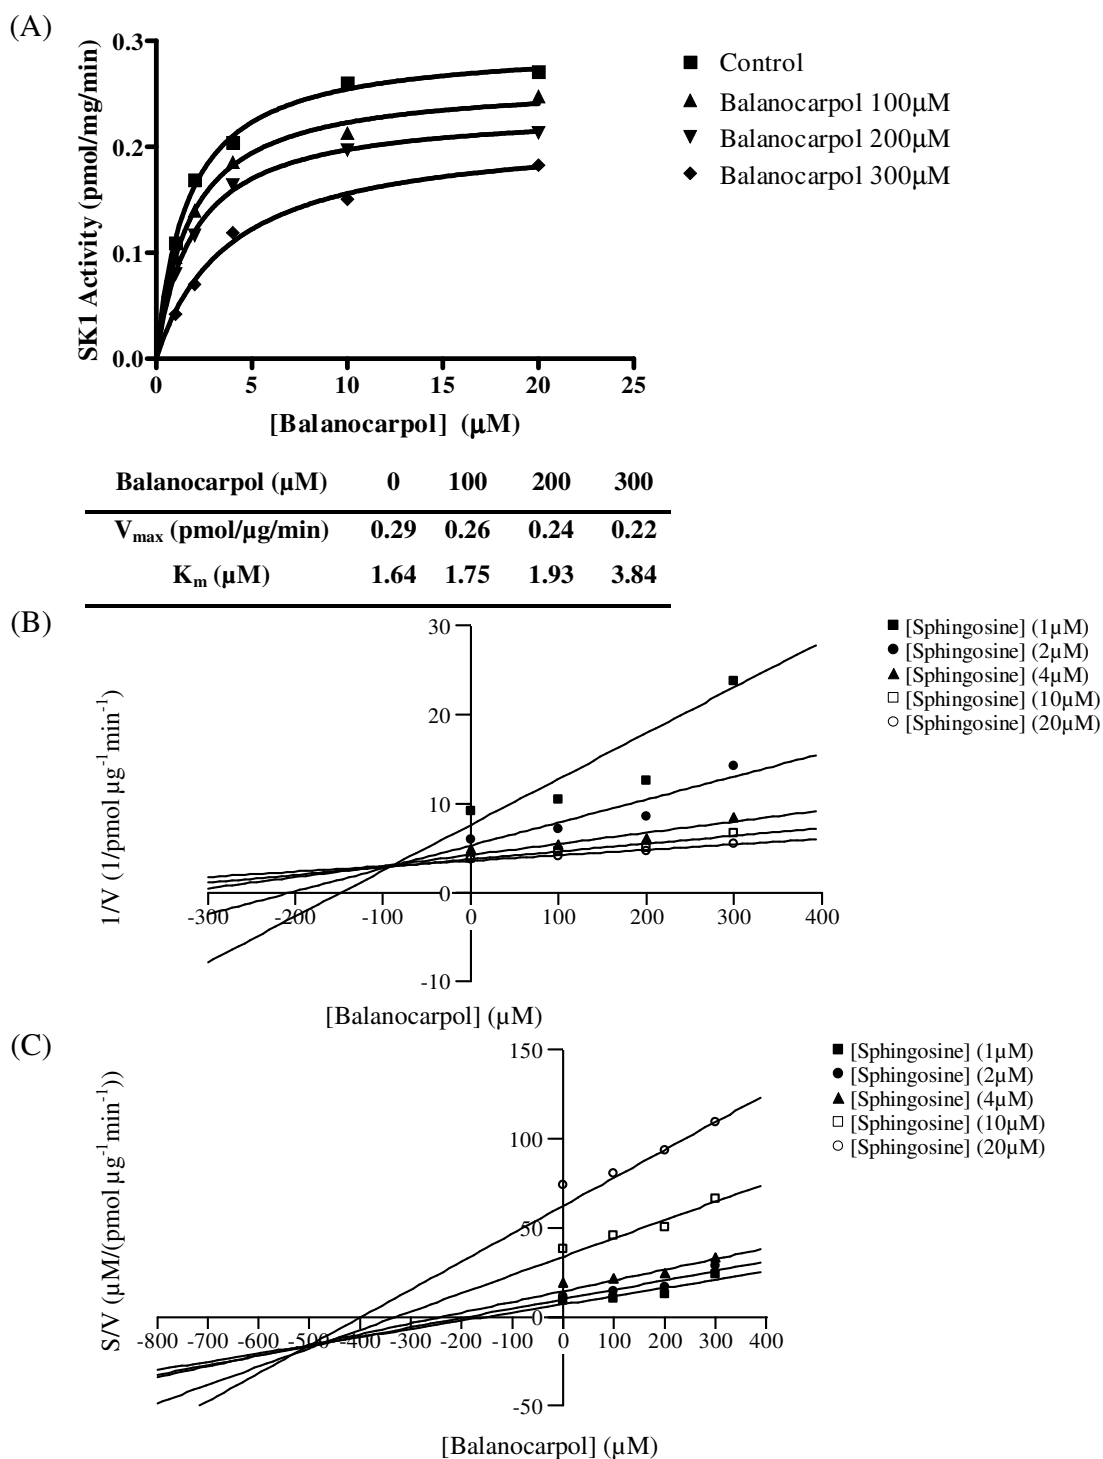 (A)
0.3
0.2
0.1
0.0
0 5 10 15 20 25
SK1 Activity (pmol/mg/min)
[Balanocarpol] (µM)
Control
Balanocarpol 100µM
Balanocarpol 200µM
Balanocarpol 300µM
Balanocarpol (µM) 0 100 200 300
Vmax (pmol/µg/min) 0.29 0.26 0.24 0.22
Km (µM) 1.64 1.75 1.93 3.84
(B)
30
20
10
0
-10
-300 -200 -100 0 100 200 300 400
1/V (1/pmol µg⁻¹min⁻¹)
[Balanocarpol] (µM)
[Sphingosine] (1µM)
[Sphingosine] (2µM)
[Sphingosine] (4µM)
[Sphingosine] (10µM)
[Sphingosine] (20µM)
(C)
150
100
50
0
-50
-800 -700 -600 -500 -400 -300 -200 -100 0 100 200 300 400
S/V (µM/(pmol µg⁻¹min⁻¹))
[Balanocarpol] (µM)
[Sphingosine] (1µM)
[Sphingosine] (2µM)
[Sphingosine] (4µM)
[Sphingosine] (10µM)
[Sphingosine] (20µM)